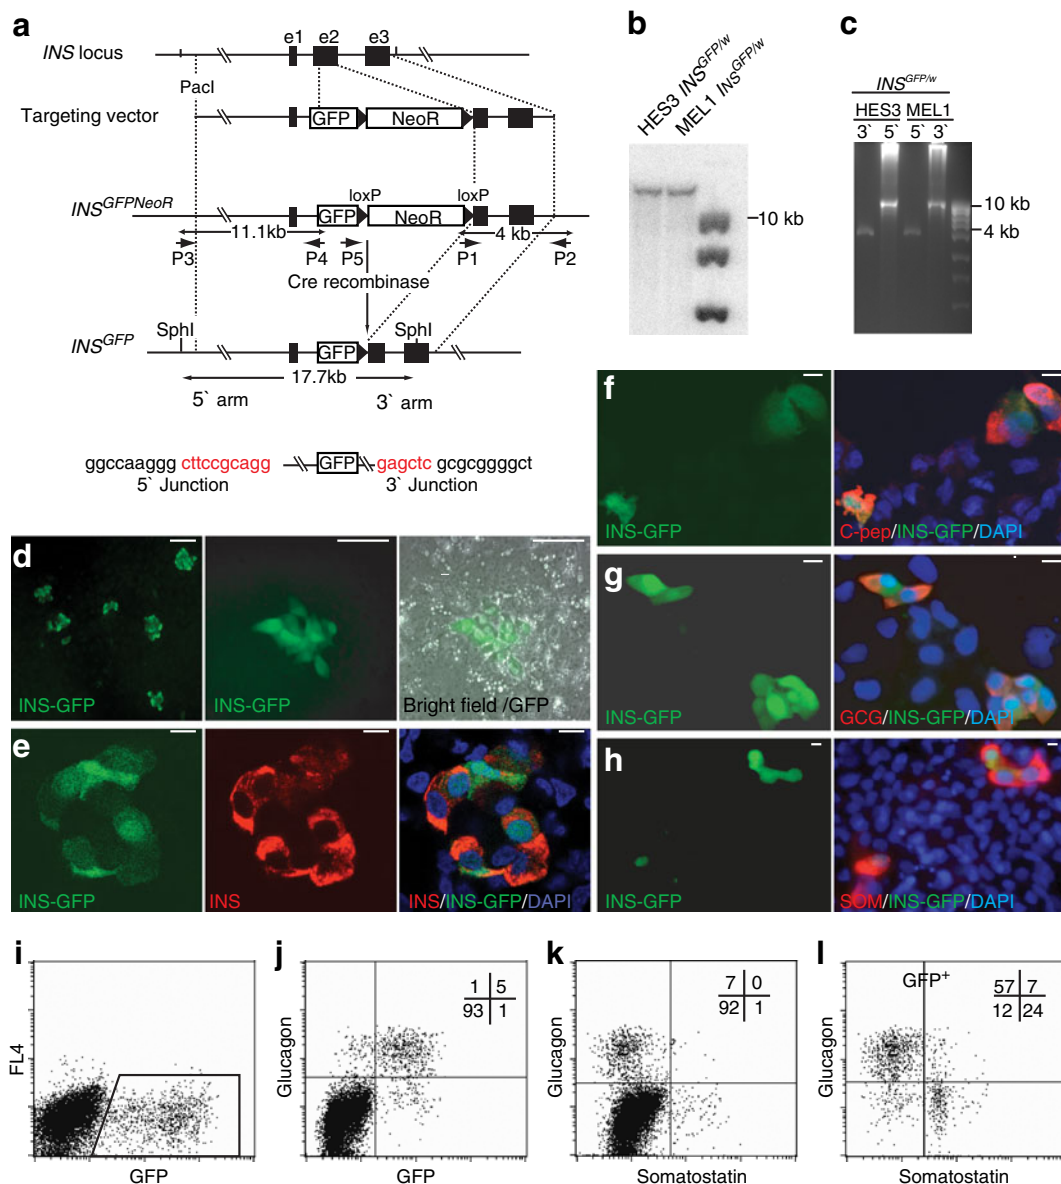 a
INS locus
e1 e2 e3
PacI
Targeting vector
GFP NeoR
loxP loxP
INS^GFPNeoR
GFP NeoR
11.1kb 4 kb
P3 P4 P5 P1 P2
Cre recombinase
SphI SphI
INS^GFP
GFP
17.7kb
5` arm 3` arm
ggccaaggg cttccgcagg GFP gagctc gcgcggggct
5` Junction 3` Junction
b
HES3 INS^GFP/w
MEL1 INS^GFP/w
10 kb
c
INS^GFP/w
HES3 MEL1
3` 5` 5` 3`
10 kb
4 kb
d
INS-GFP
INS-GFP
Bright field /GFP
e
INS-GFP
INS
INS/INS-GFP/DAPI
f
INS-GFP
C-pep/INS-GFP/DAPI
g
INS-GFP
GCG/INS-GFP/DAPI
h
INS-GFP
SOM/INS-GFP/DAPI
i
FL4
GFP
j
1 5
93 1
Glucagon
GFP
k
7 0
92 1
Glucagon
Somatostatin
l
GFP+
57 7
12 24
Glucagon
Somatostatin